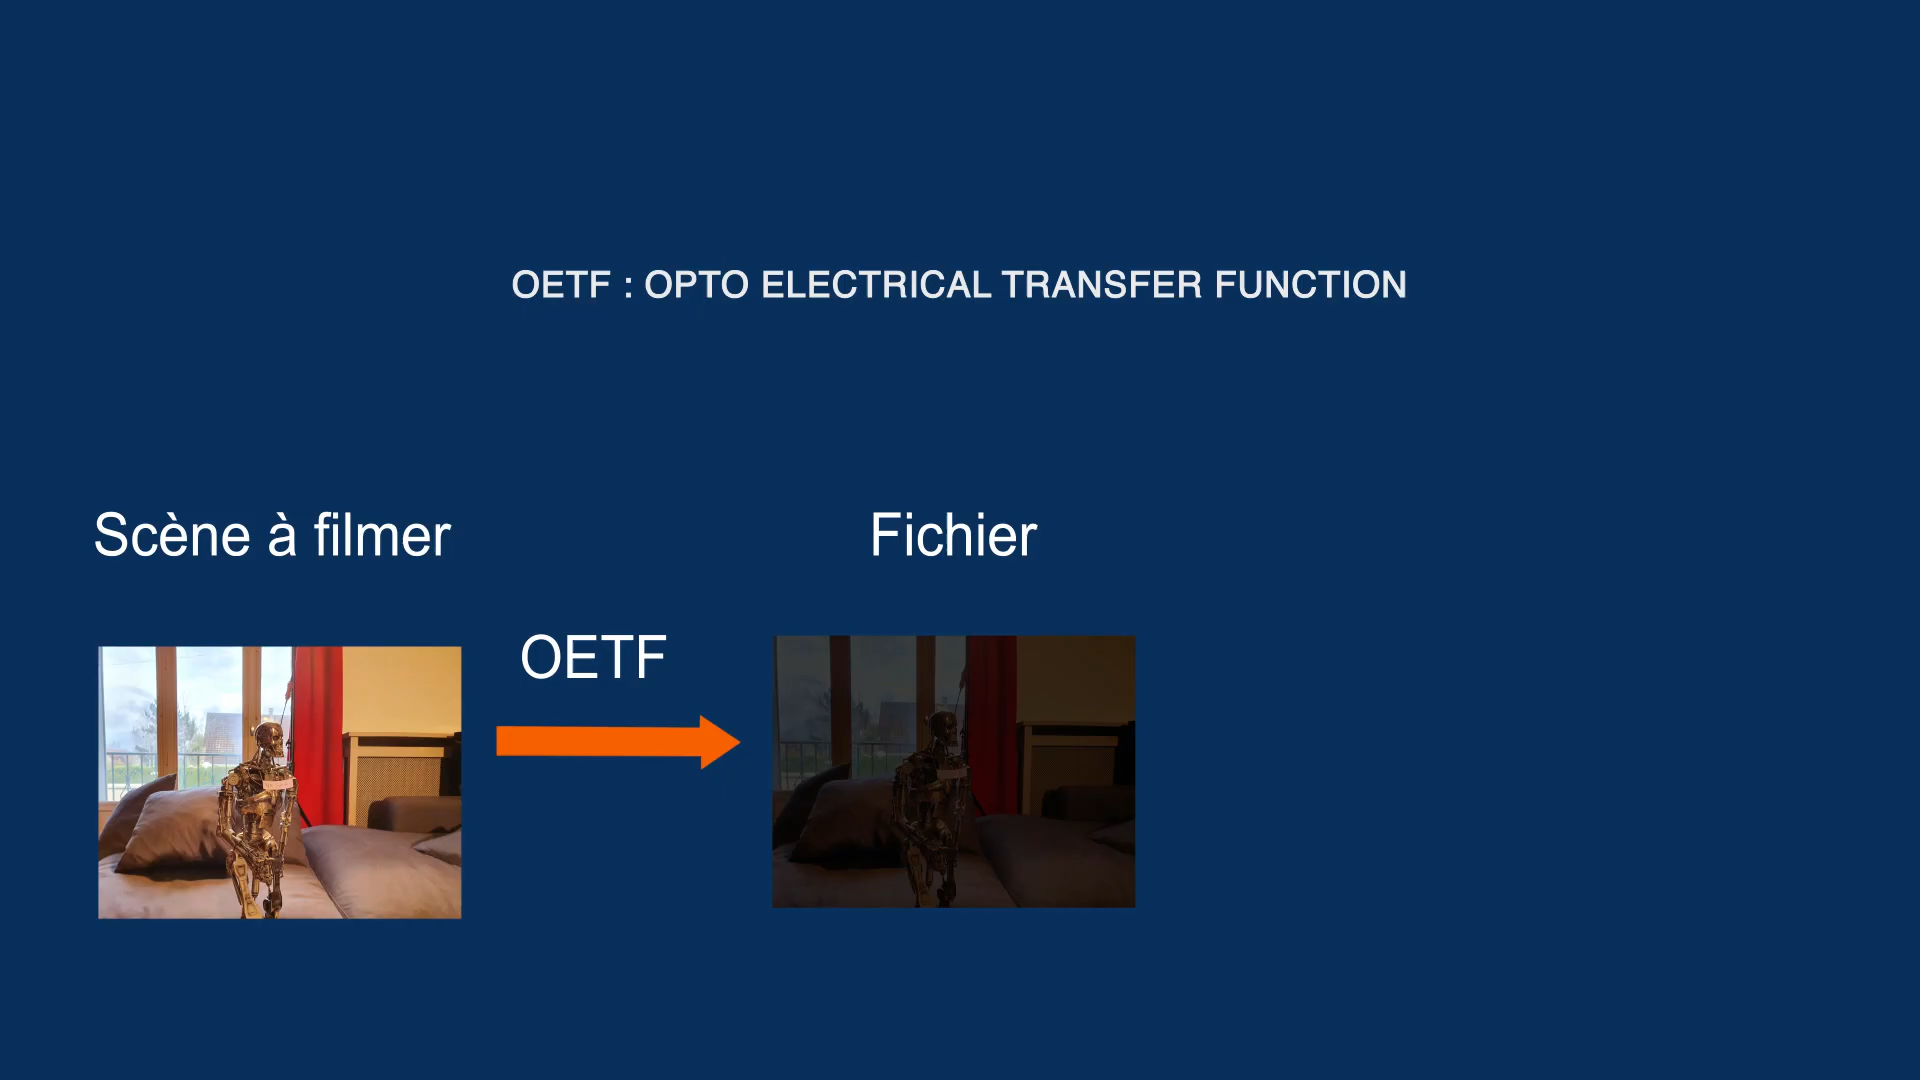 OETF : OPTO ELECTRICAL TRANSFER FUNCTION
Scène à filmer
Fichier
OETF